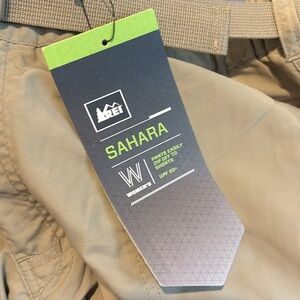 REI
SAHARA
W
WOMEN'S
PANTS EASILY
ZIP OFF TO
SHORTS
UPF 50+